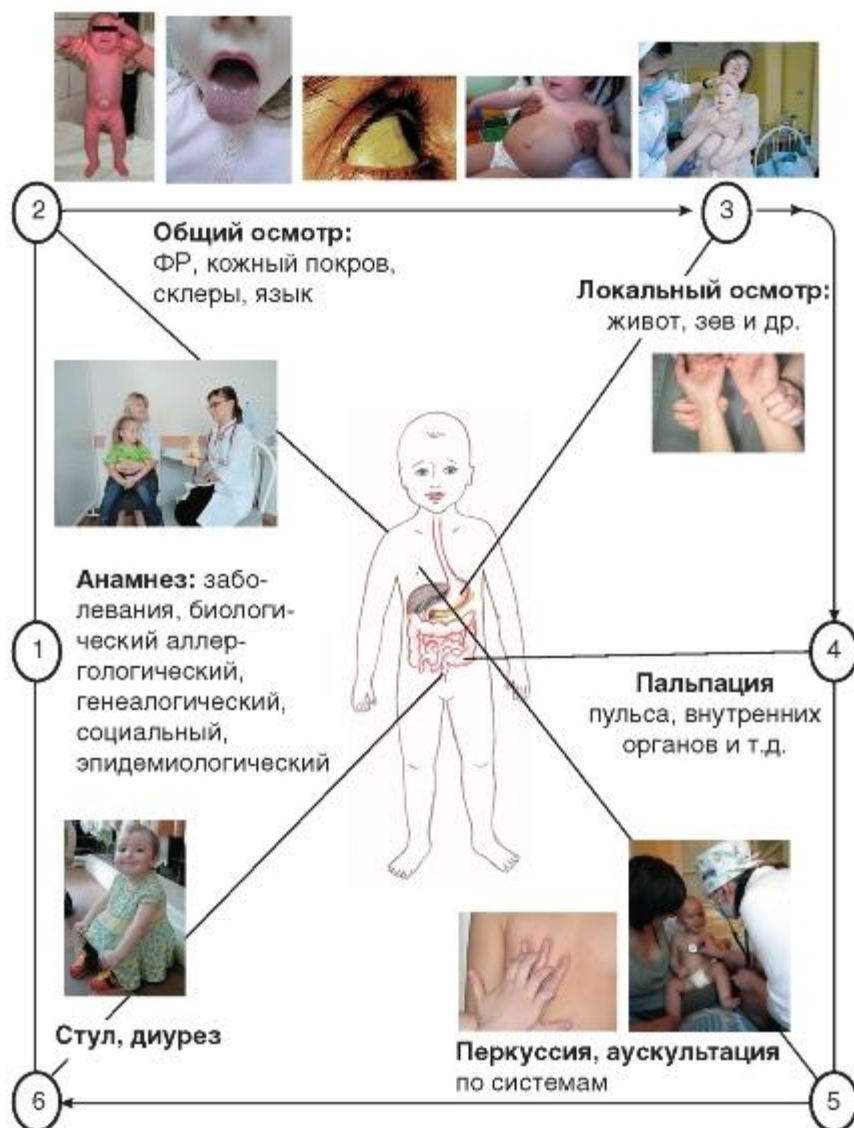 2
3
Общий осмотр:
ФР, кожный покров,
склеры, язык
Локальный осмотр:
живот, зев и др.
Анамнез: забо-
левания, биологи-
ческий аллер-
гологический,
генеалогический,
социальный,
эпидемиологический
1
4
Пальпация
пульса, внутренних
органов и т.д.
Стул, диурез
Перкуссия, аускультация
по системам
6
5